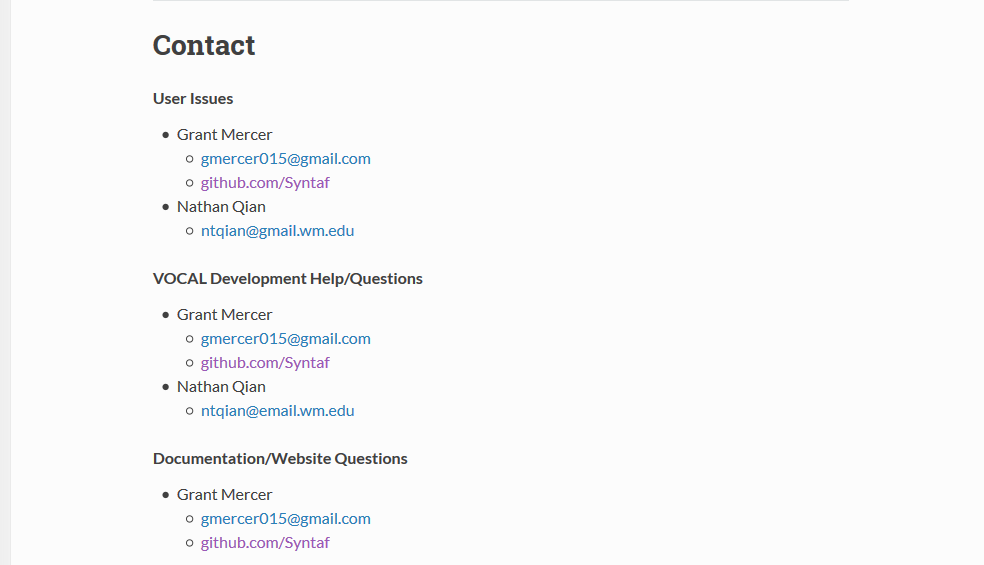 Contact
User Issues
Grant Mercer
gmercer015@gmail.com
github.com/Syntaf
Nathan Qian
ntqian@gmail.wm.edu
VOCAL Development Help/Questions
Grant Mercer
gmercer015@gmail.com
github.com/Syntaf
Nathan Qian
ntqian@email.wm.edu
Documentation/Website Questions
Grant Mercer
gmercer015@gmail.com
github.com/Syntaf